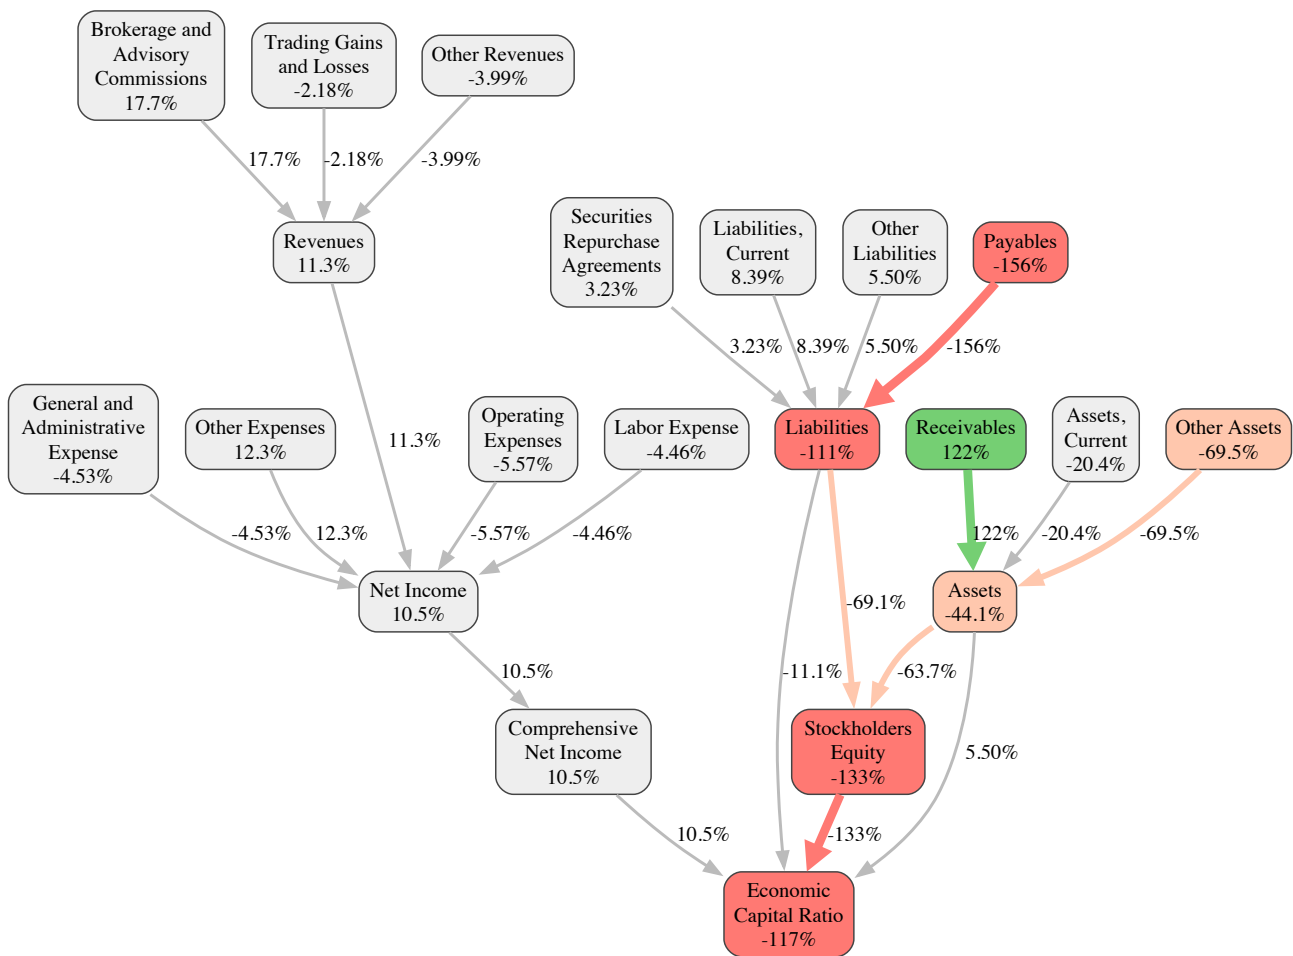 Brokerage and
Advisory
Commissions
17.7%
Trading Gains
and Losses
-2.18%
Other Revenues
-3.99%
17.7%
-2.18%
-3.99%
Revenues
11.3%
Securities
Repurchase
Agreements
3.23%
Liabilities,
Current
8.39%
Other
Liabilities
5.50%
Payables
-156%
3.23%
8.39%
5.50%
-156%
General and
Administrative
Expense
-4.53%
Other Expenses
12.3%
11.3%
Operating
Expenses
-5.57%
Labor Expense
-4.46%
Liabilities
-111%
Receivables
122%
Assets,
Current
-20.4%
Other Assets
-69.5%
-4.53%
12.3%
-5.57%
-4.46%
122%
-20.4%
-69.5%
Net Income
10.5%
-69.1%
Assets
-44.1%
10.5%
-11.1%
-63.7%
Comprehensive
Net Income
10.5%
Stockholders
Equity
-133%
5.50%
10.5%
-133%
Economic
Capital Ratio
-117%